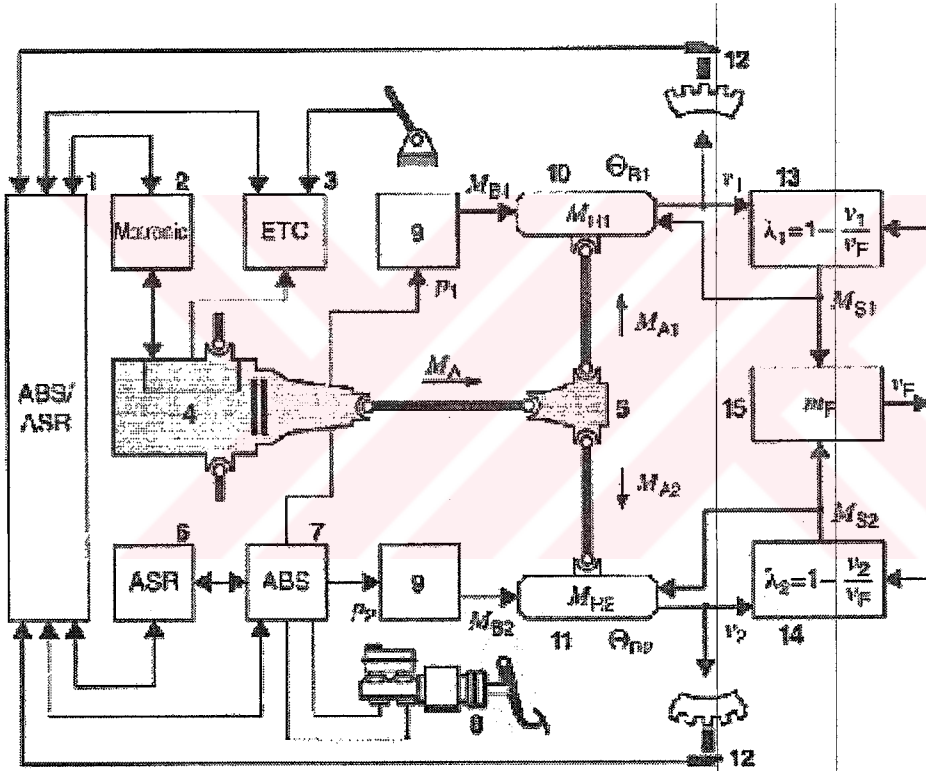 12
1
2
3
10
Θ_R1
13
M_B1
v_1
Motronic
ETC
9
M_H1
λ_1=1-v_1/v_F
p_1
M_S1
M_A1
ABS/
ASR
4
M_A
5
15
m_F
v_F
M_A2
M_S2
6
7
ASR
ABS
9
M_H2
λ_2=1-v_2/v_F
p_2
M_B2
11
Θ_R2
v_2
14
8
12